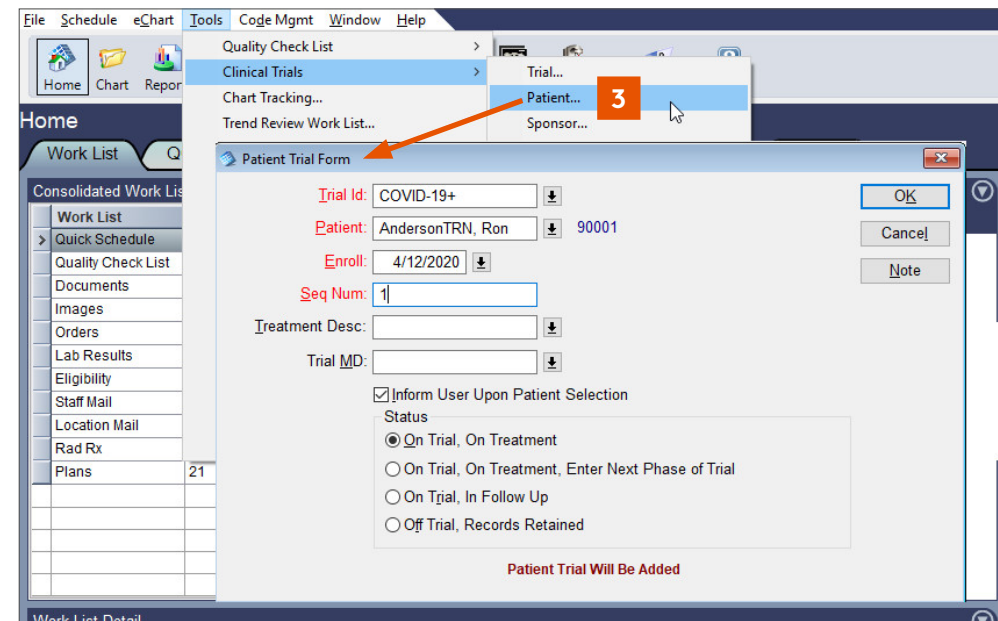 File Schedule eChart Tools Code Mgmt Window Help
Quality Check List
Home Chart Repor
Clinical Trials
Trial...
Chart Tracking...
Patient...
3
Trend Review Work List...
Sponsor...
Home
Work List Q
Patient Trial Form
Consolidated Work Lis
Work List
Quick Schedule
Quality Check List
Documents
Images
Orders
Lab Results
Eligibility
Staff Mail
Location Mail
Rad Rx
Plans 21
Trial Id: COVID-19+
OK
Patient: AndersonTRN, Ron 90001
Cancel
Enroll: 4/12/2020
Note
Seq Num: 1
Treatment Desc:
Trial MD:
Inform User Upon Patient Selection
Status
On Trial, On Treatment
On Trial, On Treatment, Enter Next Phase of Trial
On Trial, In Follow Up
Off Trial, Records Retained
Patient Trial Will Be Added
Work List Detail